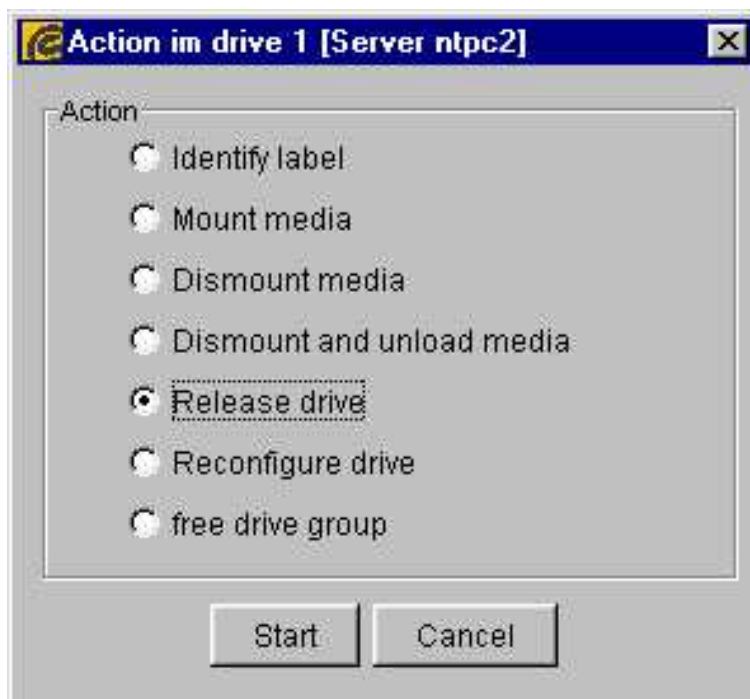 Action im drive 1 [Server ntpc2]
Action
Identify label
Mount media
Dismount media
Dismount and unload media
Release drive
Reconfigure drive
free drive group
Start Cancel